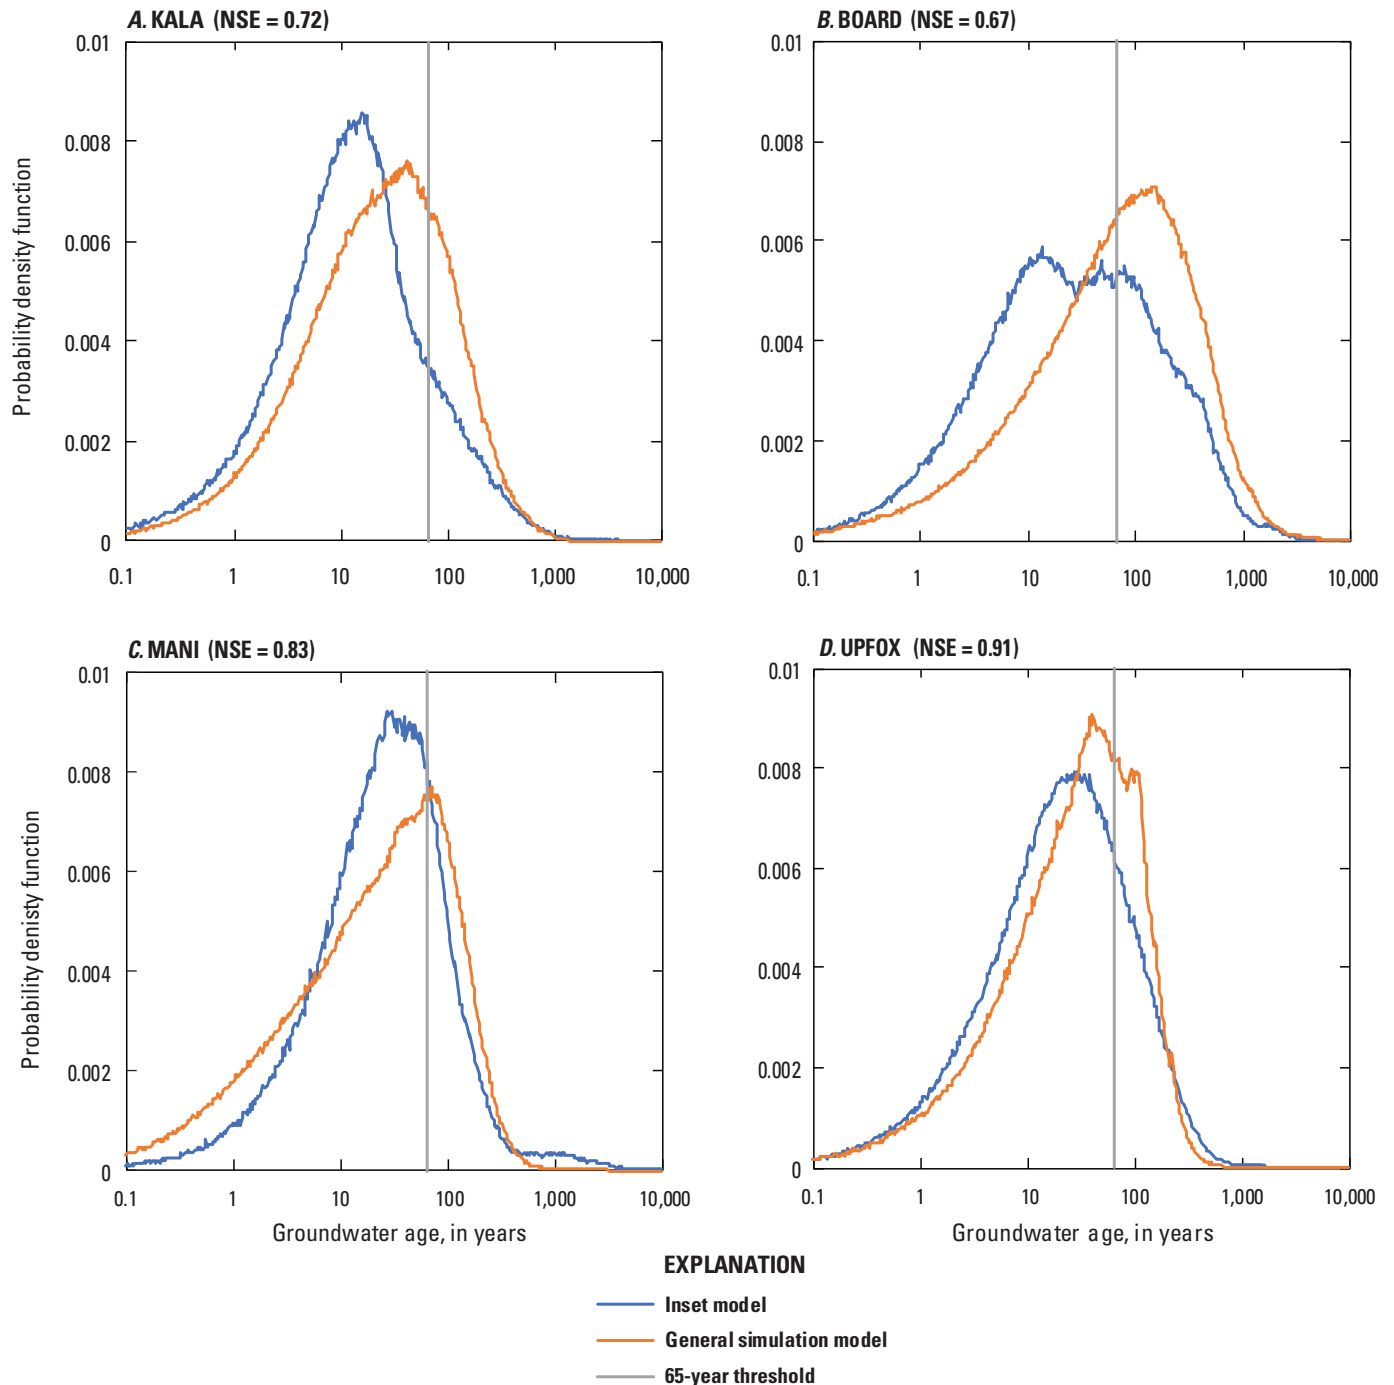 A. KALA (NSE = 0.72)
B. BOARD (NSE = 0.67)
0.01
0.008
0.006
0.004
0.002
0
Probability density function
0.1 1 10 100 1,000 10,000
0.01
0.008
0.006
0.004
0.002
0
0.1 1 10 100 1,000 10,000
C. MANI (NSE = 0.83)
D. UPFOX (NSE = 0.91)
0.01
0.008
0.006
0.004
0.002
0
Probability denisty function
0.1 1 10 100 1,000 10,000
Groundwater age, in years
0.01
0.008
0.006
0.004
0.002
0
0.1 1 10 100 1,000 10,000
Groundwater age, in years
EXPLANATION
Inset model
General simulation model
65-year threshold